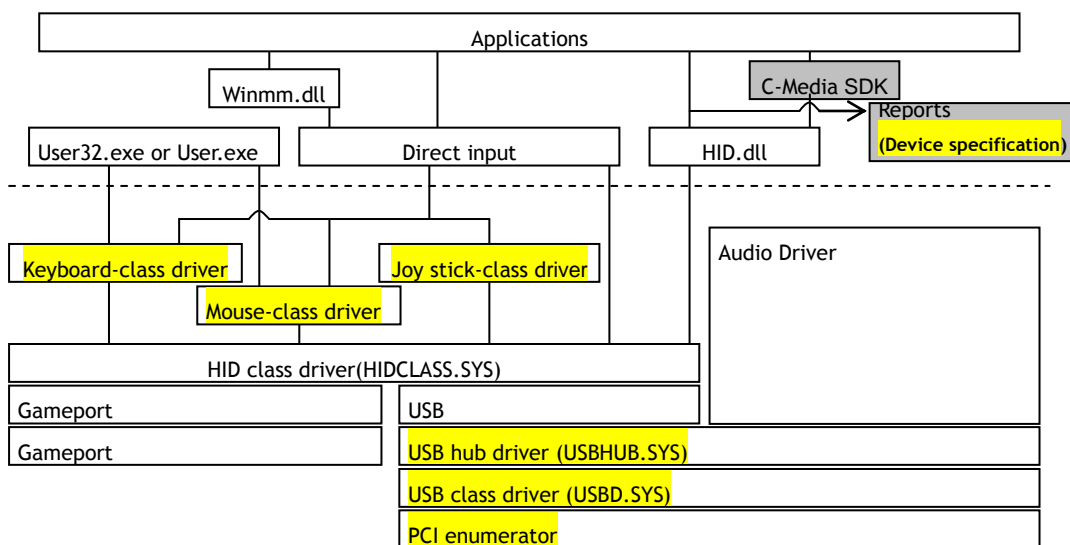 Applications
Winmm.dll
C-Media SDK
Reports
(Device specification)
User32.exe or User.exe
Direct input
HID.dll
Keyboard-class driver
Joy stick-class driver
Audio Driver
Mouse-class driver
HID class driver(HIDCLASS.SYS)
Gameport
USB
Gameport
USB hub driver (USBHUB.SYS)
USB class driver (USBD.SYS)
PCI enumerator